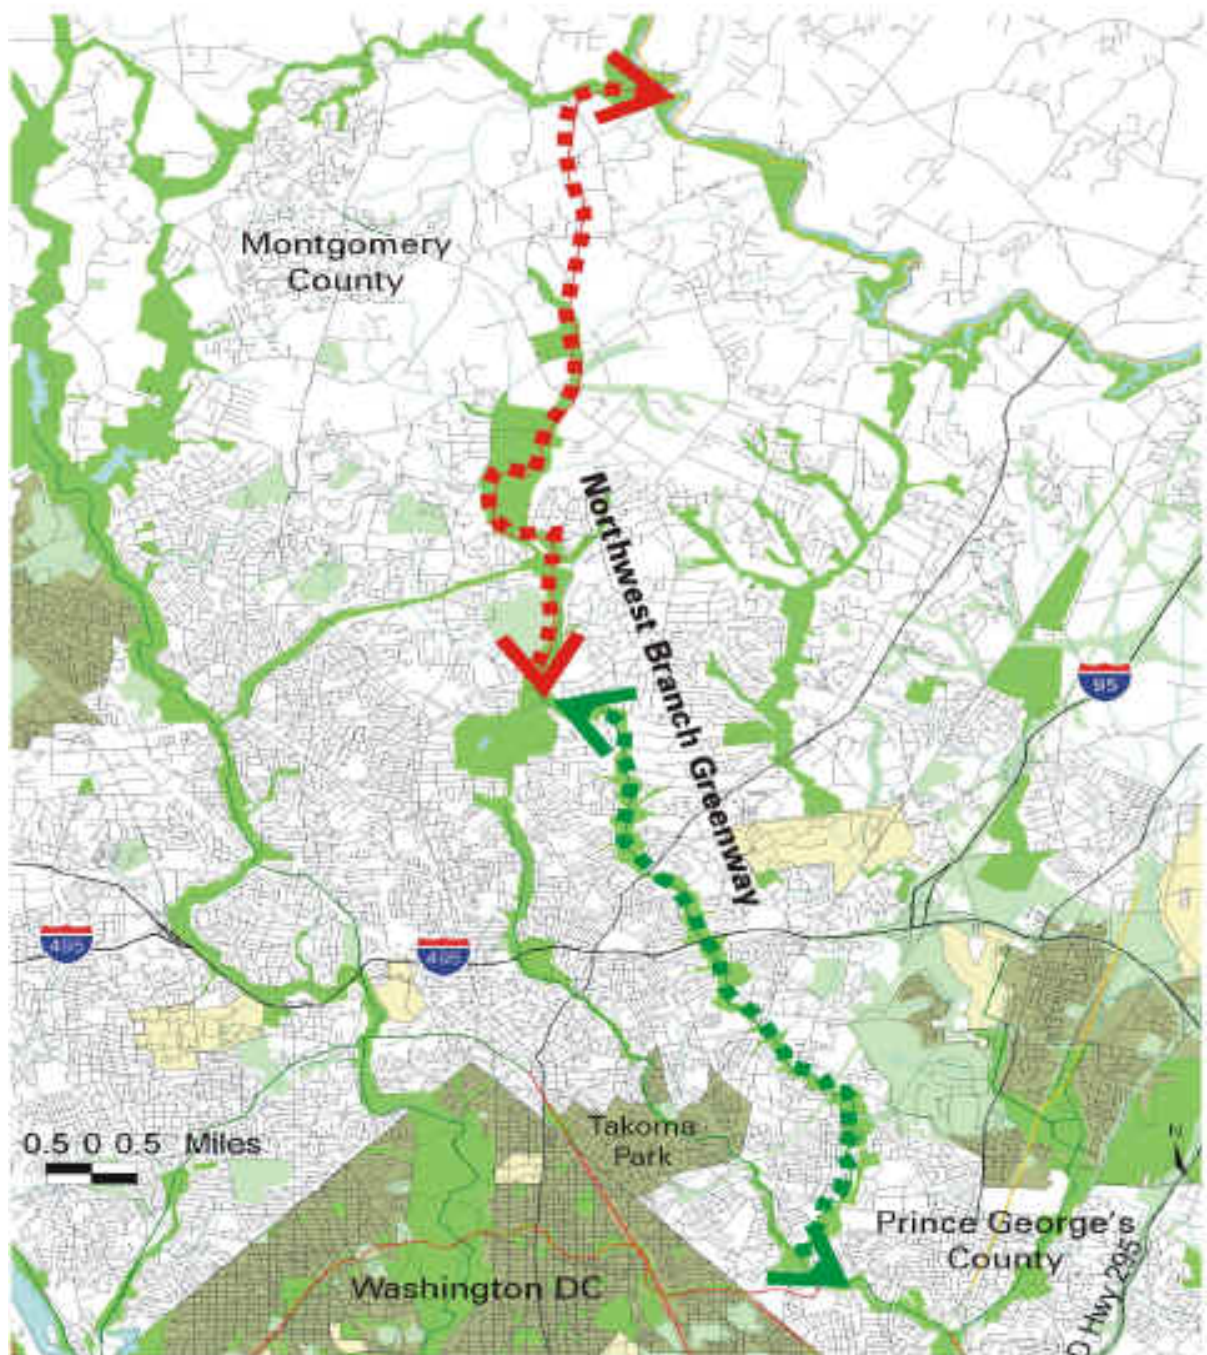 Montgomery
County
Northwest Branch Greenway
95
495
495
0.5 0 0.5 Miles
Takoma
Park
N
Prince George's
County
Washington DC
Hwy 295